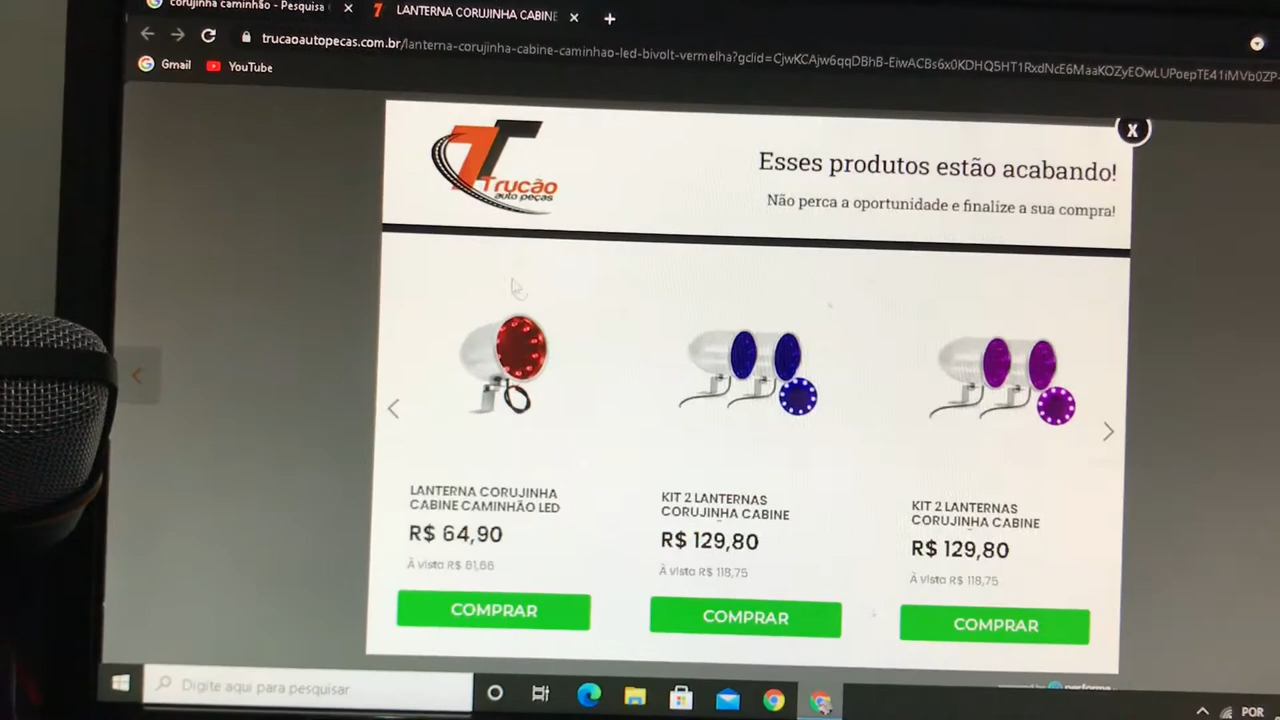 corujinha caminhão - Pesquisa
LANTERNA CORUJINHA CABINE
trucaoautopecas.com.br/lanterna-corujinha-cabine-caminhao-led-bivolt-vermelha?gclid=
Gmail
YouTube
X
Trucão
auto peças
Esses produtos estão acabando!
Não perca a oportunidade e finalize a sua compra!
LANTERNA CORUJINHA
CABINE CAMINHÃO LED
R$ 64,90
À vista R$ 61,66
COMPRAR
KIT 2 LANTERNAS
CORUJINHA CABINE
R$ 129,80
À vista R$ 118,75
COMPRAR
KIT 2 LANTERNAS
CORUJINHA CABINE
R$ 129,80
À vista R$ 118,75
COMPRAR
Digite aqui para pesquisar
POR